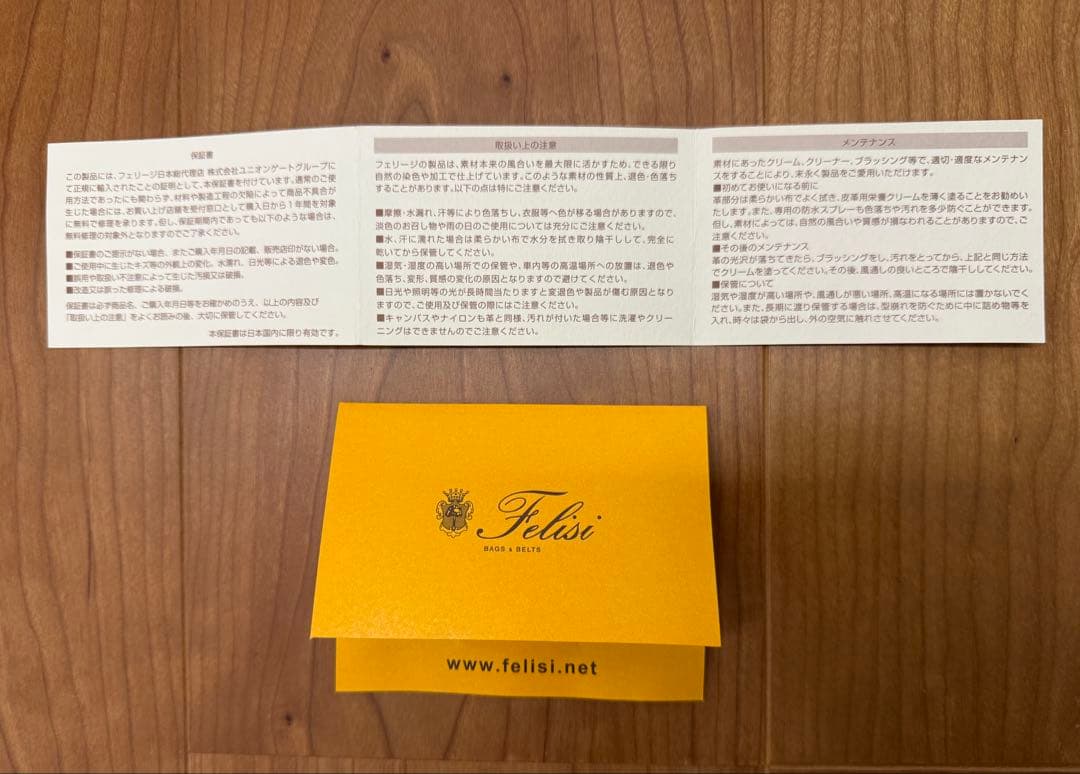 保証書
この製品には、フェリージ日本総代理店 株式会社ユニオンゲートグループに
て正規に輸入されたことの証明として、本保証書を付けています。通常のご使
用方法であったにも関わらず、材料や製造工程の欠陥によって商品不具合が
生じた場合には、お買い上げ店舗を受付窓口として購入日から1年間を対象
に無料で修理を承ります。但し、保証期間内であっても以下のような場合は、
無料修理の対象外となりますのでご了承ください。
■保証書のご提示がない場合、またご購入年月日の記載、販売店印がない場合。
■ご使用中に生じたキズ等の外観上の変化。水濡れ、日光等による退色や変色。
■誤用や取扱い不注意によって生じた汚損又は破損。
■改造又は誤った修理による破損。
保証書は必ず商品名、ご購入年月日等をお確かめのうえ、以上の内容及び
「取扱い上の注意」をよくお読みの後、大切に保管してください。
本保証書は日本国内に限り有効です。
取扱い上の注意
フェリージの製品は、素材本来の風合いを最大限に活かすため、できる限り
自然の染色や加工で仕上げています。このような素材の性質上、退色・色落ち
することがあります。以下の点は特にご注意ください。
■摩擦・水濡れ、汗等により色落ちし、衣服等へ色が移る場合がありますので、
淡色のお召し物や雨の日のご使用については充分にご注意ください。
■水、汗に濡れた場合は柔らかい布で水分を拭き取り陰干しして、完全に
乾いてから保管してください。
■湿気・湿度の高い場所での保管や、車内等の高温場所への放置は、退色や
色落ち、変形、質感の変化の原因となりますので避けてください。
■日光や照明等の光が長時間当たりますと変退色や製品が傷む原因となり
ますので、ご使用及び保管の際にはご注意ください。
■キャンバスやナイロンも革と同様、汚れが付いた場合等に洗濯やクリー
ニングはできませんのでご注意ください。
メンテナンス
素材にあったクリーム、クリーナー、ブラッシング等で、適切・適度なメンテナン
スをすることにより、末永く製品をご愛用いただけます。
■初めてお使いになる前に
革部分は柔らかい布でよく拭き、皮革用栄養クリームを薄く塗ることをお勧めい
たします。また、専用の防水スプレーも色落ちや汚れを多少防ぐことができます。
但し、素材によっては、自然の風合いや質感が損なわれることがありますので、ご
注意ください。
■その後のメンテナンス
革の光沢が落ちてきたら、ブラッシングをし、汚れをとってから、上記と同じ方法
でクリームを塗ってください。その後、風通しの良いところで陰干ししてください。
■保管について
湿気や湿度が高い場所や、風通しが悪い場所、高温になる場所には置かないでく
ださい。また、長期に渡り保管する場合は、型崩れを防ぐために中に詰め物等を
入れ、時々は袋から出し、外の空気に触れさせてください。
Felisi
BAGS & BELTS
www.felisi.net